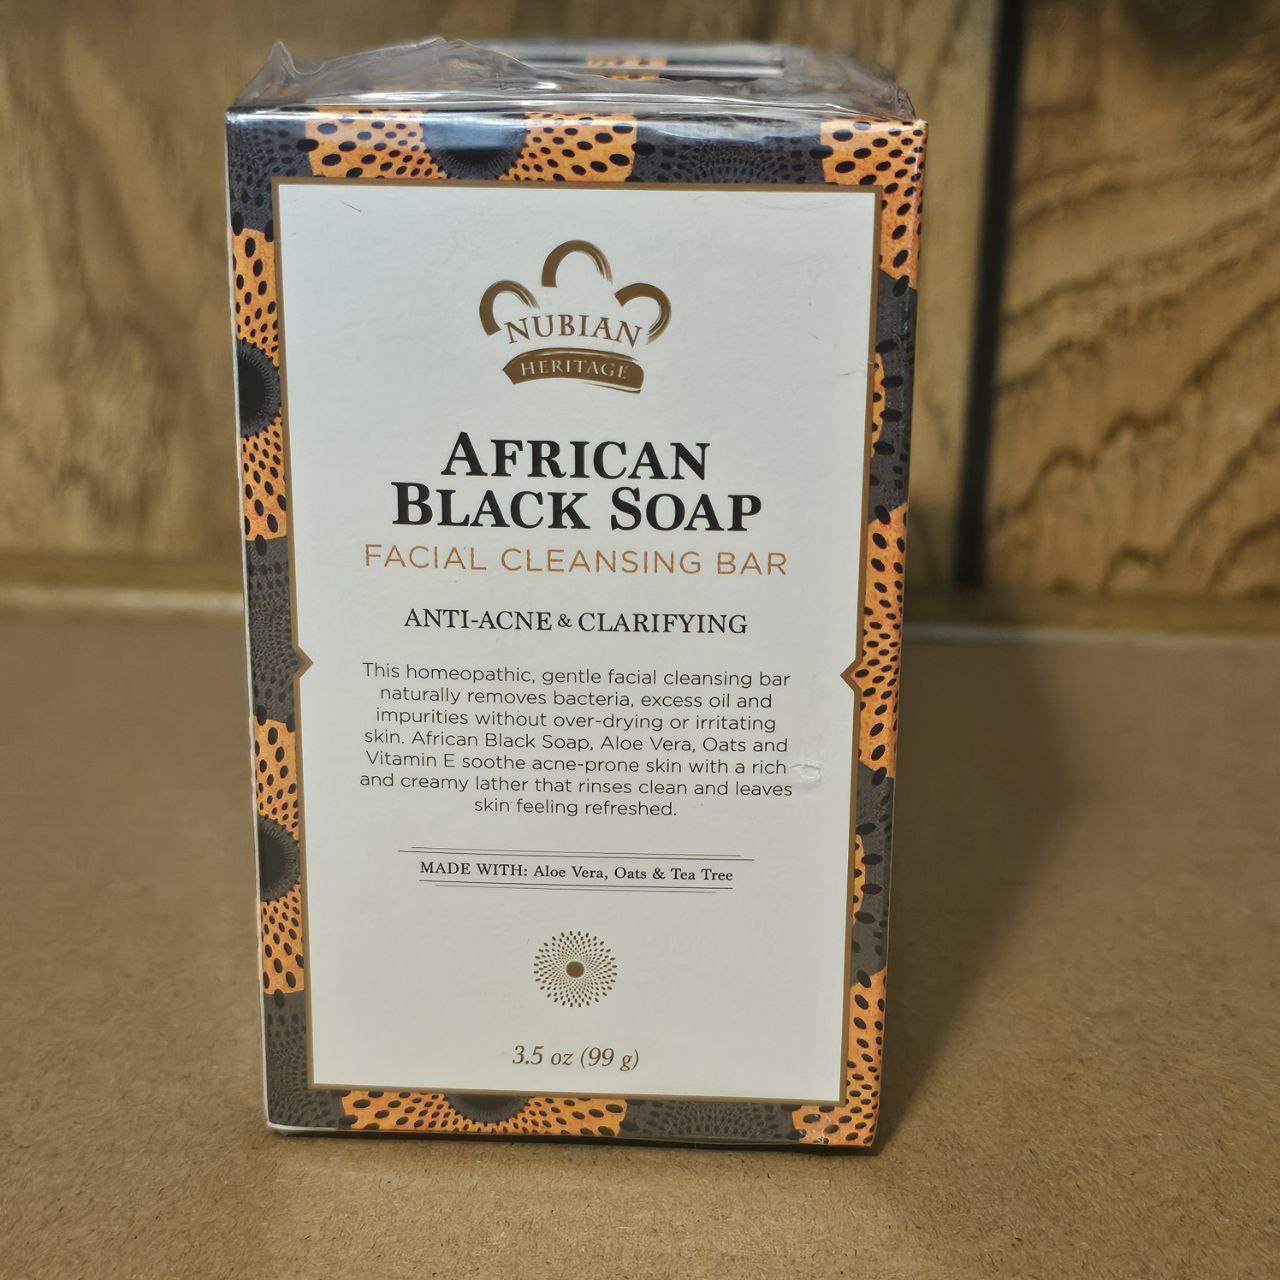 NUBIAN
HERITAGE
AFRICAN
BLACK SOAP
FACIAL CLEANSING BAR
ANTI-ACNE & CLARIFYING
This homeopathic, gentle facial cleansing bar
naturally removes bacteria, excess oil and
impurities without over-drying or irritating
skin. African Black Soap, Aloe Vera, Oats and
Vitamin E soothe acne-prone skin with a rich
and creamy lather that rinses clean and leaves
skin feeling refreshed.
MADE WITH: Aloe Vera, Oats & Tea Tree
3.5 oz (99 g)